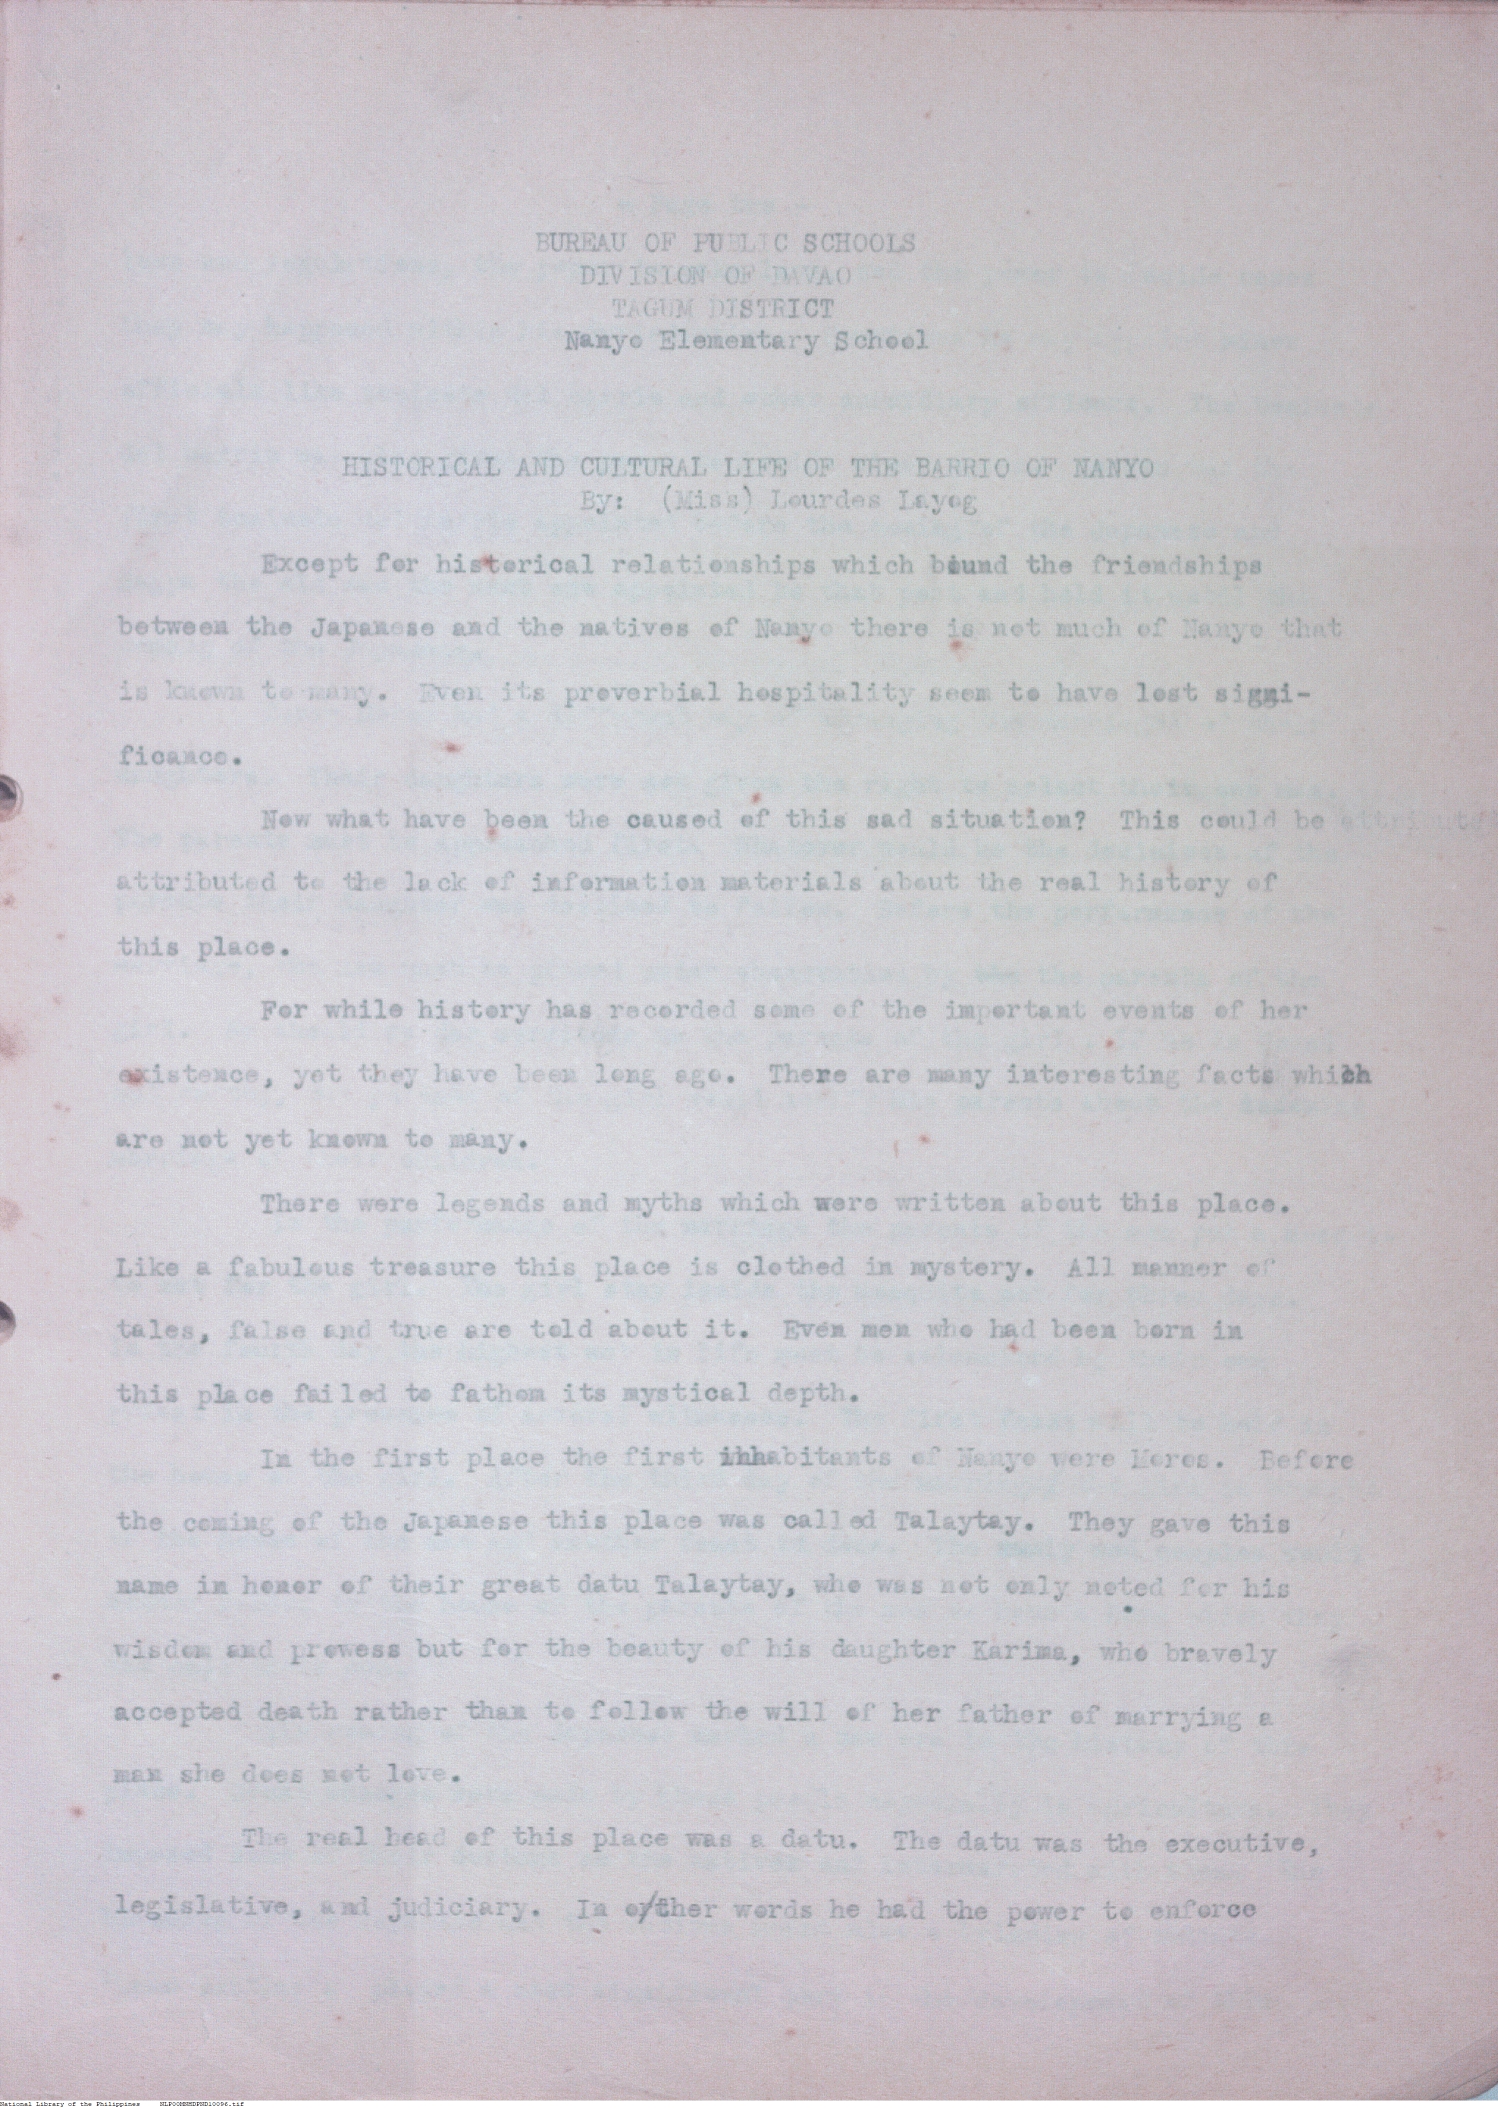 BUREAU OF PUBLIC SCHOOLS
DIVISION OF DAVAO
TAGUM DISTRICT
Nanyo Elementary School
HISTORICAL AND CULTURAL LIFE OF THE BARRIO OF NANYO
By: (Miss) Lourdes Layog
Except for historical relationships which bound the friendships
between the Japanese and the natives of Nanyo there is not much of Nanyo that
is known to many. Even its proverbial hospitality seem to have lost signi-
ficance.
Now what have been the caused of this sad situation? This could be
attributed to the lack of information materials about the real history of
this place.
For while history has recorded some of the important events of her
existence, yet they have been long ago. There are many interesting facts which
are not yet known to many.
There were legends and myths which were written about this place.
Like a fabulous treasure this place is clothed in mystery. All manner of
tales, false and true are told about it. Even men who had been born in
this place failed to fathom its mystical depth.
In the first place the first inhabitants of Nanyo were Moros. Before
the coming of the Japanese this place was called Talaytay. They gave this
name in honor of their great datu Talaytay, who was not only noted for his
wisdom and prowess but for the beauty of his daughter Karima, who bravely
accepted death rather than to follow the will of her father of marrying a
man she does not love.
The real head of this place was a datu. The datu was the executive,
legislative, and judiciary. In other words he had the power to enforce
National Library of the Philippines NLP00MNHDPND10096.tif